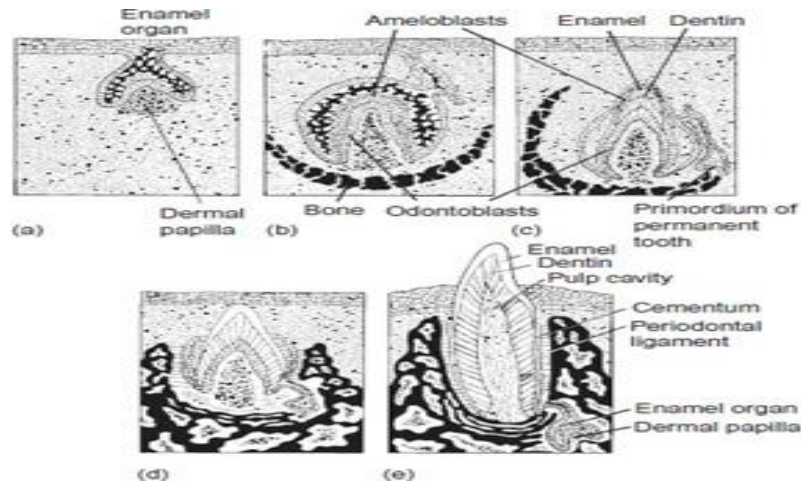 Enamel
organ
Ameloblasts
Enamel
Dentin
Dermal
papilla
Bone
Odontoblasts
Primordium of
permanent
tooth
(a)
(b)
(c)
Enamel
Dentin
Pulp cavity
Cementum
Periodontal
ligament
Enamel organ
Dermal papilla
(d)
(e)